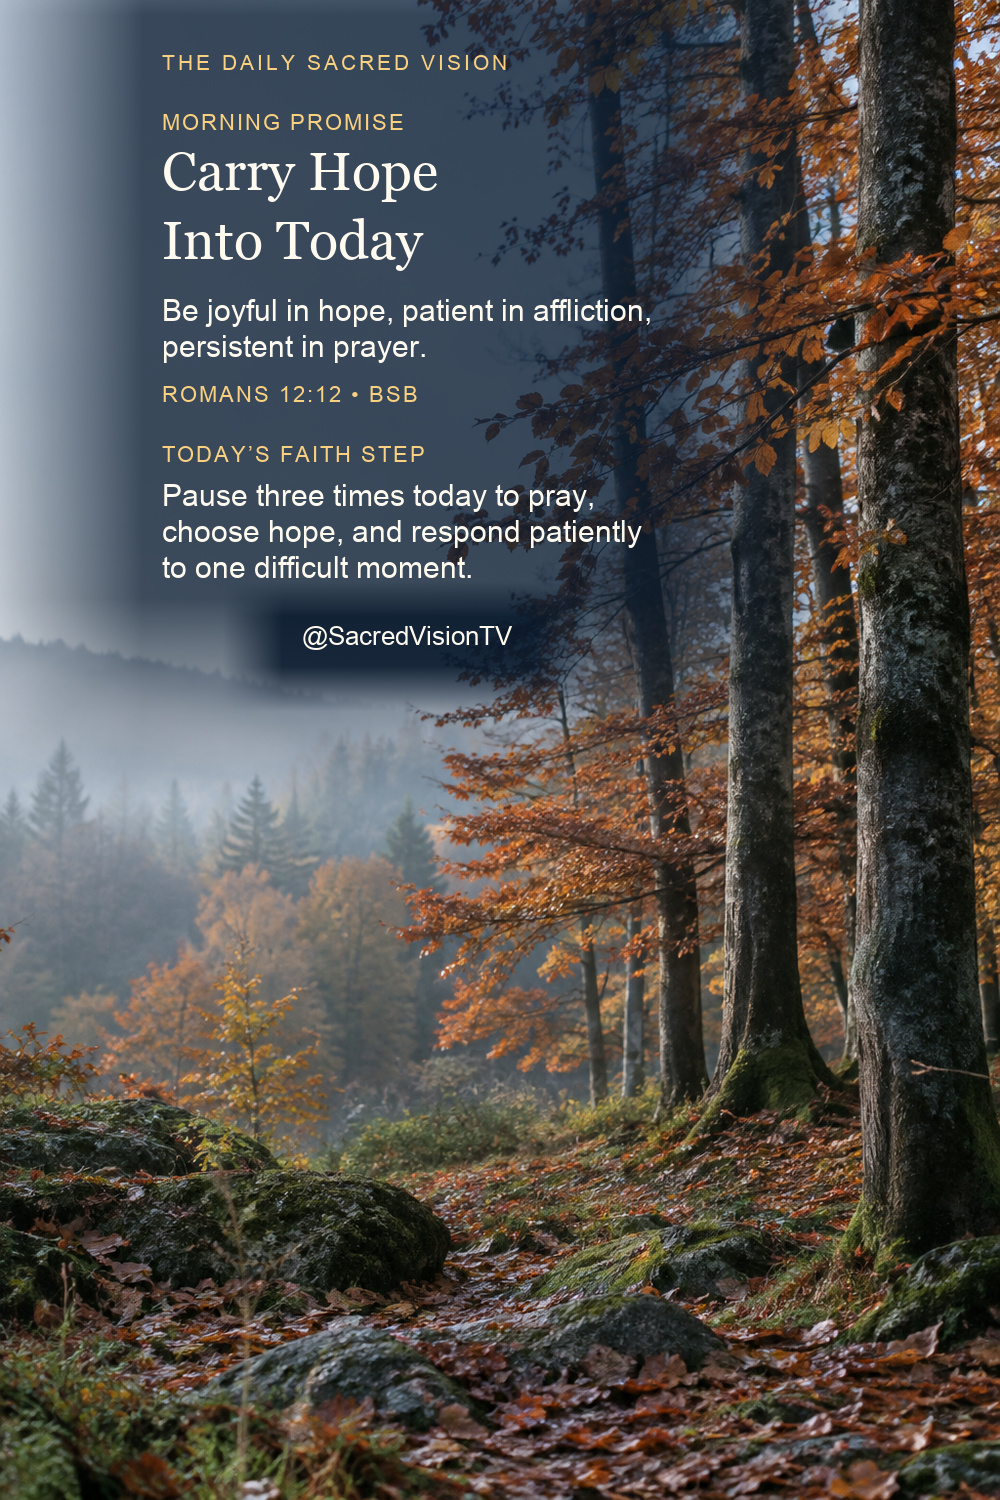 THE DAILY SACRED VISION
MORNING PROMISE
Carry Hope
Into Today
Be joyful in hope, patient in affliction,
persistent in prayer.
ROMANS 12:12 • BSB
TODAY’S FAITH STEP
Pause three times today to pray,
choose hope, and respond patiently
to one difficult moment.
@SacredVisionTV